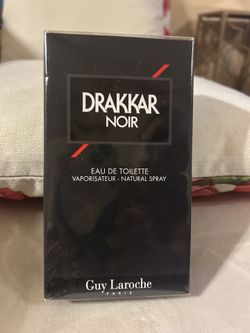 DRAKKAR
NOIR
EAU DE TOILETTE
VAPORISATEUR - NATURAL SPRAY
Guy Laroche
PARIS